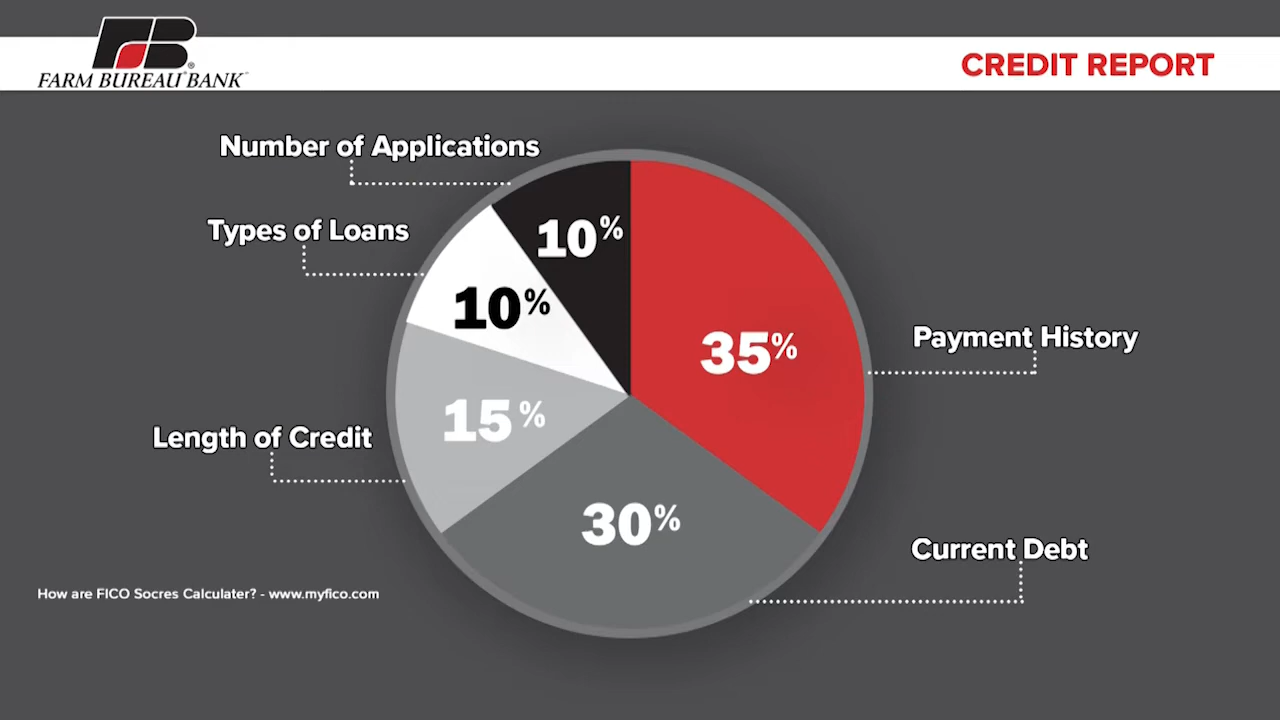 FB®
FARM BUREAU BANK
CREDIT REPORT
Number of Applications
10%
Types of Loans
10%
35%
Payment History
Length of Credit
15%
30%
Current Debt
How are FICO Socres Calculater? - www.myfico.com